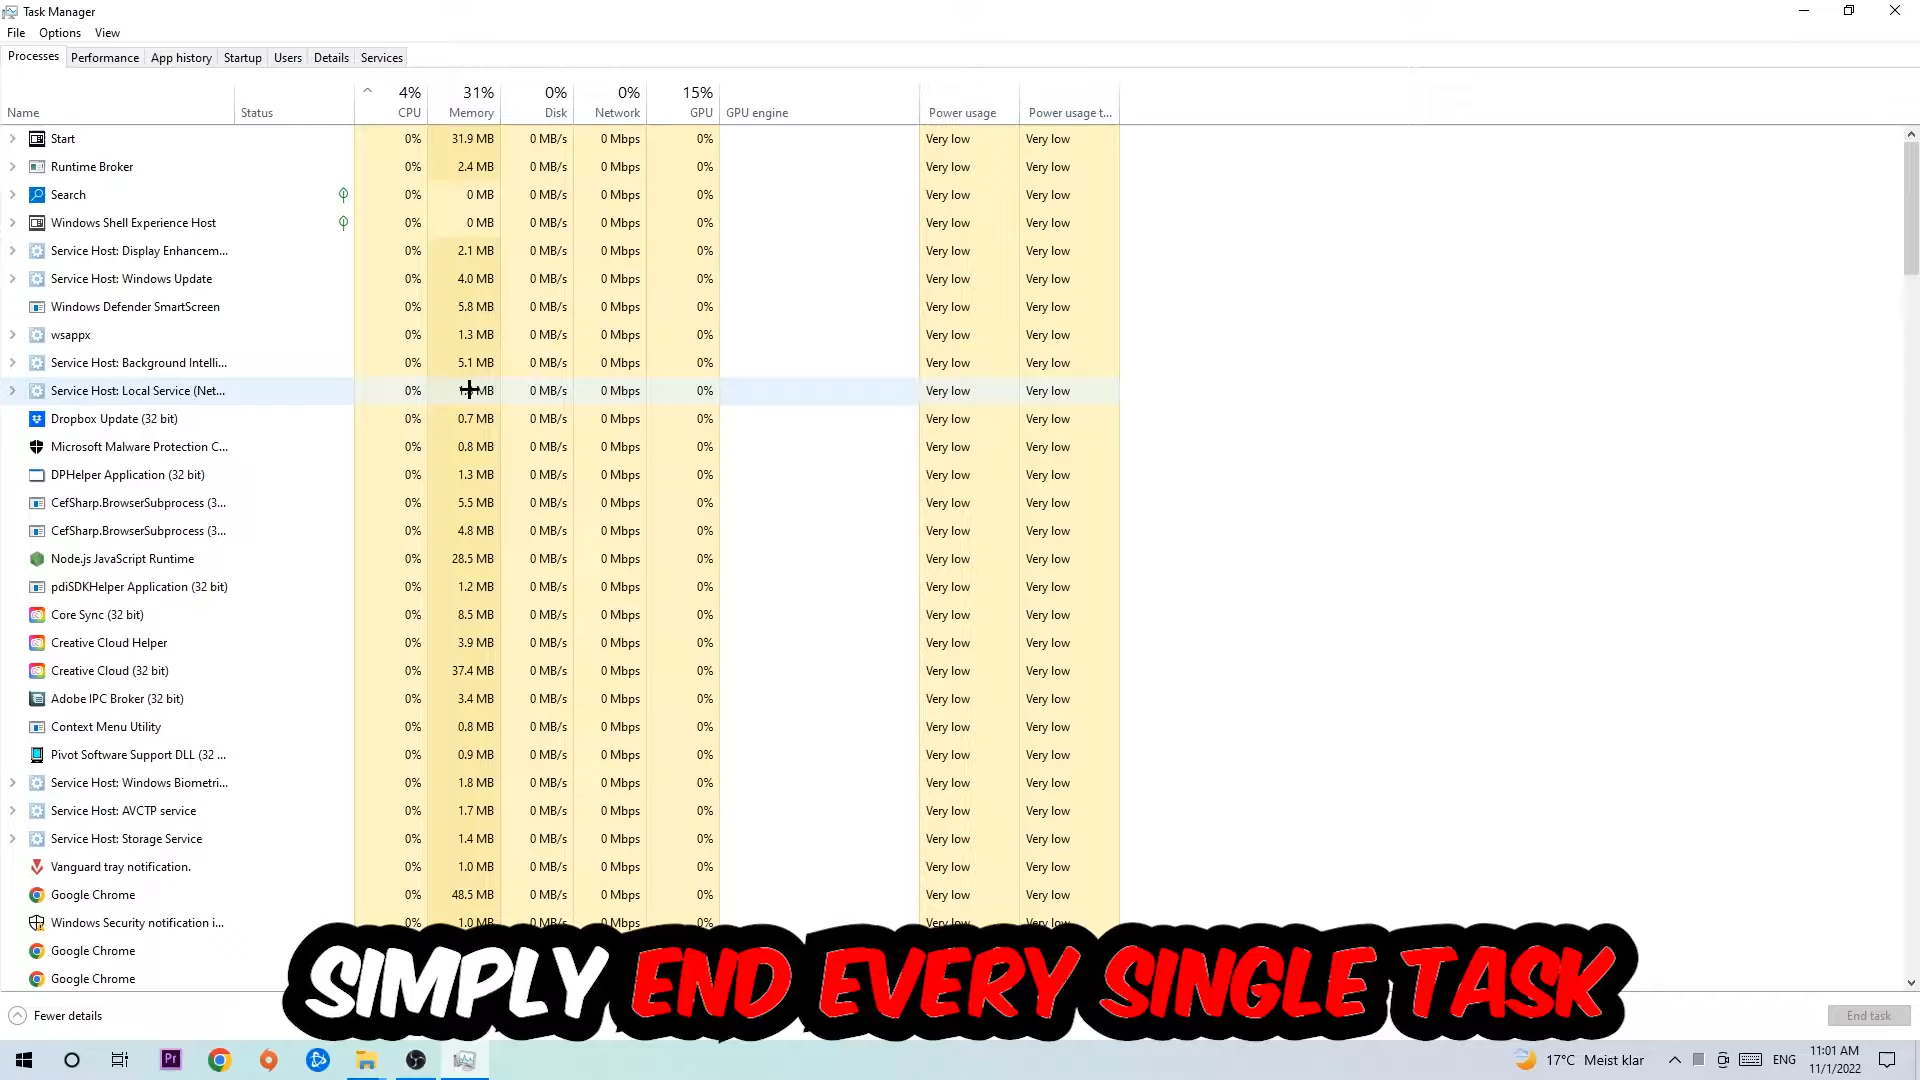 Task Manager
File Options View
Processes Performance App history Startup Users Details Services
4% 31% 0% 0% 15%
Name Status CPU Memory Disk Network GPU GPU engine Power usage Power usage t...
Start 0% 31.9 MB 0 MB/s 0 Mbps 0% Very low Very low
Runtime Broker 0% 2.4 MB 0 MB/s 0 Mbps 0% Very low Very low
Search 0% 0 MB 0 MB/s 0 Mbps 0% Very low Very low
Windows Shell Experience Host 0% 0 MB 0 MB/s 0 Mbps 0% Very low Very low
Service Host: Display Enhancem... 0% 2.1 MB 0 MB/s 0 Mbps 0% Very low Very low
Service Host: Windows Update 0% 4.0 MB 0 MB/s 0 Mbps 0% Very low Very low
Windows Defender SmartScreen 0% 5.8 MB 0 MB/s 0 Mbps 0% Very low Very low
wsappx 0% 1.3 MB 0 MB/s 0 Mbps 0% Very low Very low
Service Host: Background Intelli... 0% 5.1 MB 0 MB/s 0 Mbps 0% Very low Very low
Service Host: Local Service (Net... 0% MB 0 MB/s 0 Mbps 0% Very low Very low
Dropbox Update (32 bit) 0% 0.7 MB 0 MB/s 0 Mbps 0% Very low Very low
Microsoft Malware Protection C... 0% 0.8 MB 0 MB/s 0 Mbps 0% Very low Very low
DPHelper Application (32 bit) 0% 1.3 MB 0 MB/s 0 Mbps 0% Very low Very low
CefSharp.BrowserSubprocess (3... 0% 5.5 MB 0 MB/s 0 Mbps 0% Very low Very low
CefSharp.BrowserSubprocess (3... 0% 4.8 MB 0 MB/s 0 Mbps 0% Very low Very low
Node.js JavaScript Runtime 0% 28.5 MB 0 MB/s 0 Mbps 0% Very low Very low
pdiSDKHelper Application (32 bit) 0% 1.2 MB 0 MB/s 0 Mbps 0% Very low Very low
Core Sync (32 bit) 0% 8.5 MB 0 MB/s 0 Mbps 0% Very low Very low
Creative Cloud Helper 0% 3.9 MB 0 MB/s 0 Mbps 0% Very low Very low
Creative Cloud (32 bit) 0% 37.4 MB 0 MB/s 0 Mbps 0% Very low Very low
Adobe IPC Broker (32 bit) 0% 3.4 MB 0 MB/s 0 Mbps 0% Very low Very low
Context Menu Utility 0% 0.8 MB 0 MB/s 0 Mbps 0% Very low Very low
Pivot Software Support DLL (32 ... 0% 0.9 MB 0 MB/s 0 Mbps 0% Very low Very low
Service Host: Windows Biometri... 0% 1.8 MB 0 MB/s 0 Mbps 0% Very low Very low
Service Host: AVCTP service 0% 1.7 MB 0 MB/s 0 Mbps 0% Very low Very low
Service Host: Storage Service 0% 1.4 MB 0 MB/s 0 Mbps 0% Very low Very low
Vanguard tray notification. 0% 1.0 MB 0 MB/s 0 Mbps 0% Very low Very low
Google Chrome 0% 48.5 MB 0 MB/s 0 Mbps 0% Very low Very low
Windows Security notification i... 0% 1.0 MB 0 MB/s 0 Mbps 0% Very low Very low
Google Chrome
Google Chrome
SIMPLY END EVERY SINGLE TASK
Fewer details End task
Pr 17°C Meist klar ENG 11:01 AM
11/1/2022